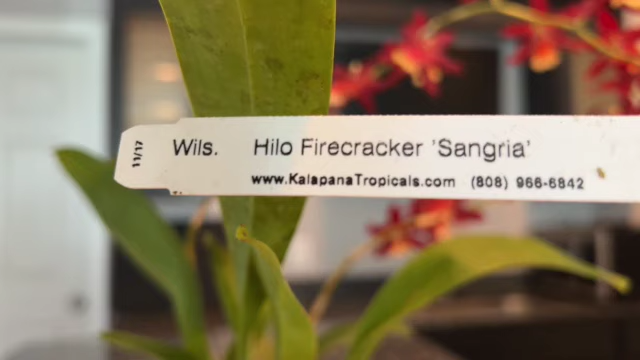 11/17
Wils. Hilo Firecracker 'Sangria'
www.KalapanaTropicals.com (808) 966-6842